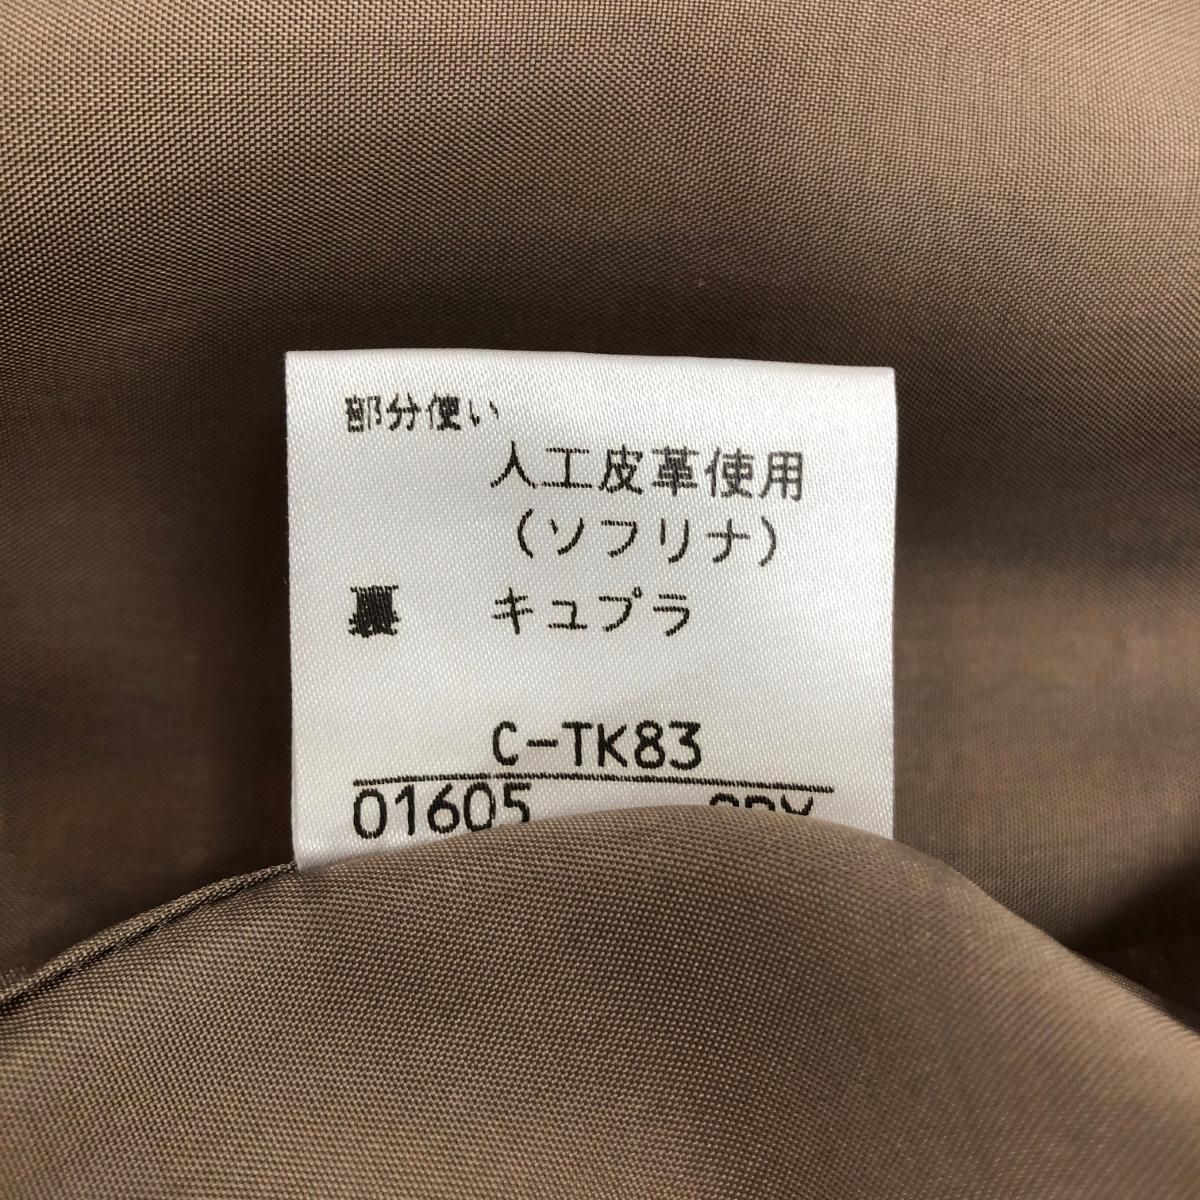 部分使い
人工皮革使用
(ソフリナ)
裏 キュプラ
C-TK83
01605